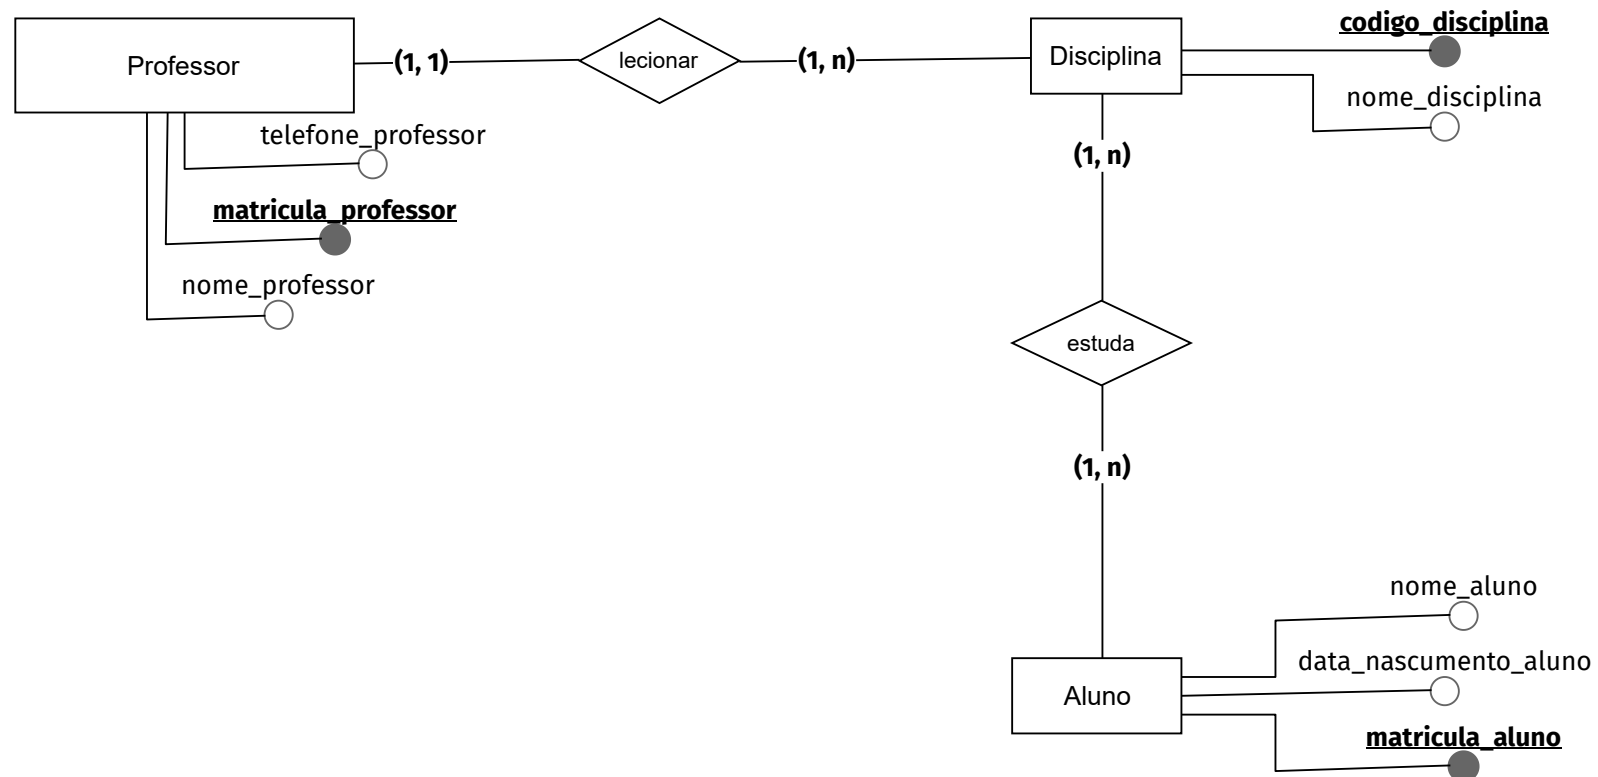 Professor
(1, 1)
lecionar
(1, n)
Disciplina
codigo_disciplina
nome_disciplina
telefone_professor
matricula_professor
nome_professor
(1, n)
estuda
(1, n)
Aluno
nome_aluno
data_nascumento_aluno
matricula_aluno